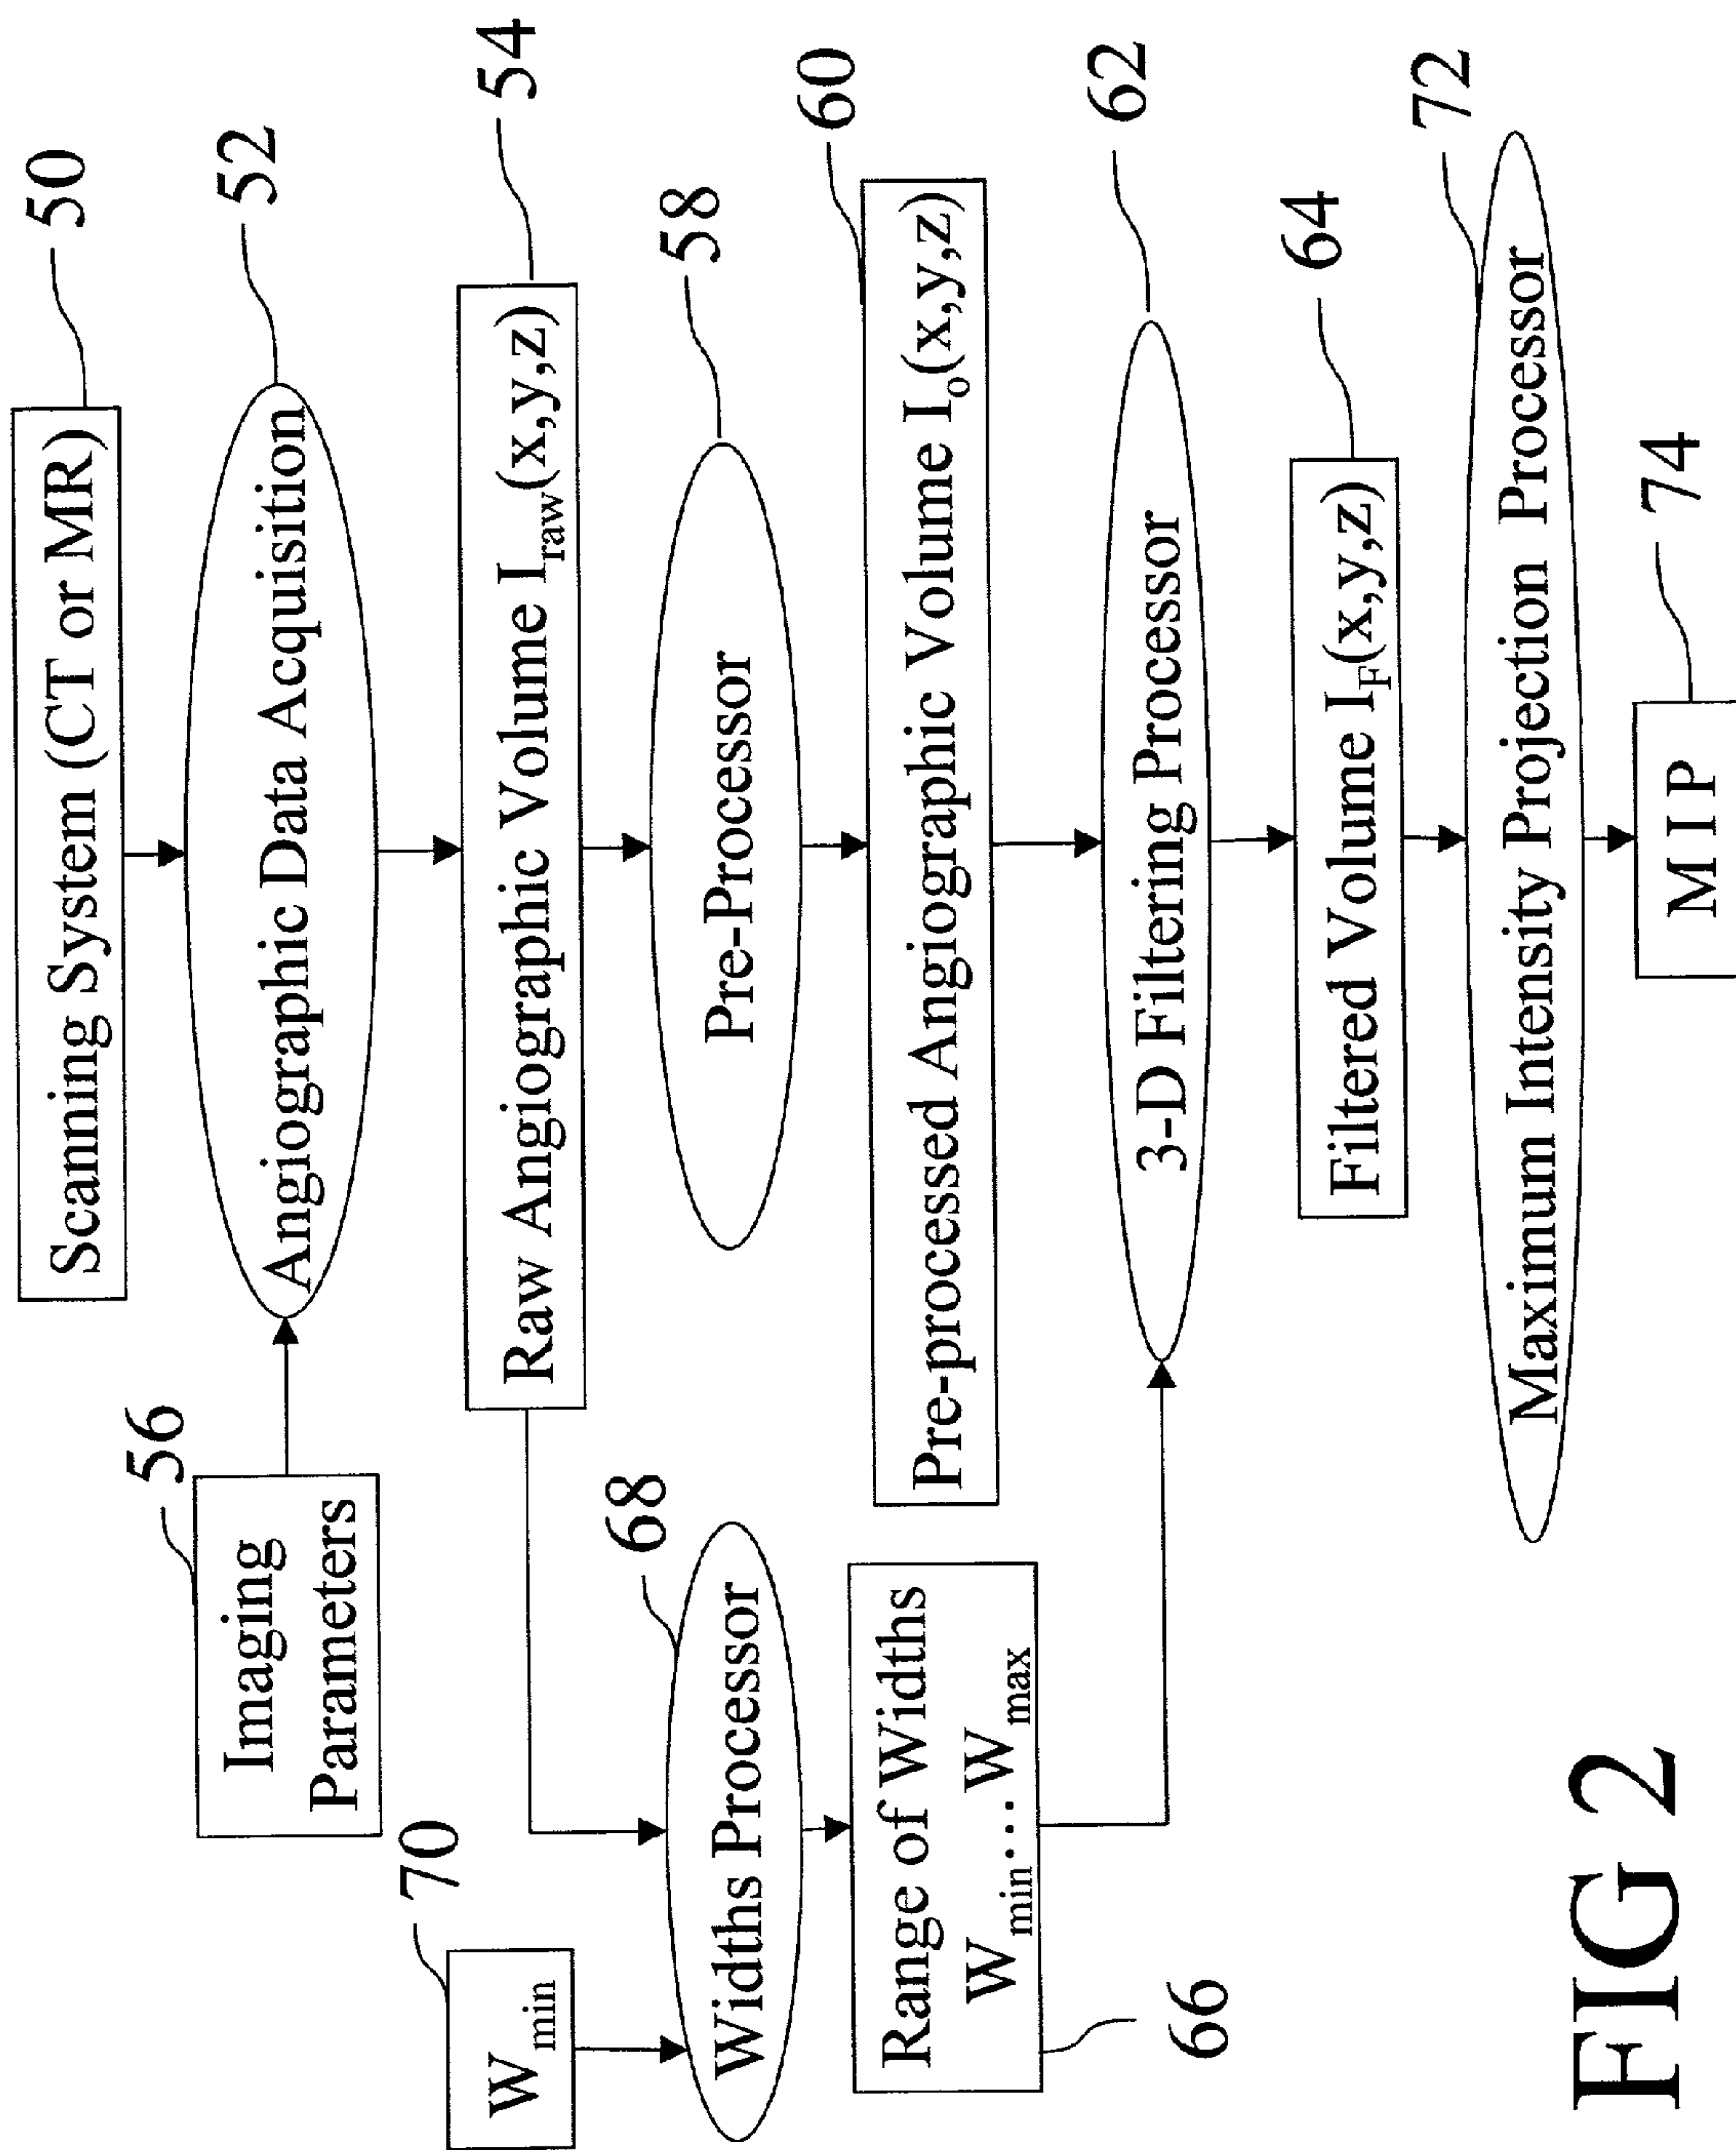 Scanning System (CT or MR)
50
Angiographic Data Acquisition
52
56
Imaging
Parameters
Raw Angiographic Volume I_raw(x,y,z)
54
70
W_min
68
Widths Processor
Pre-Processor
58
Range of Widths
W_min.... W_max
66
Pre-processed Angiographic Volume I_o(x,y,z)
60
3-D Filtering Processor
62
Filtered Volume I_F(x,y,z)
64
Maximum Intensity Projection Processor
72
M I P
74
FIG 2